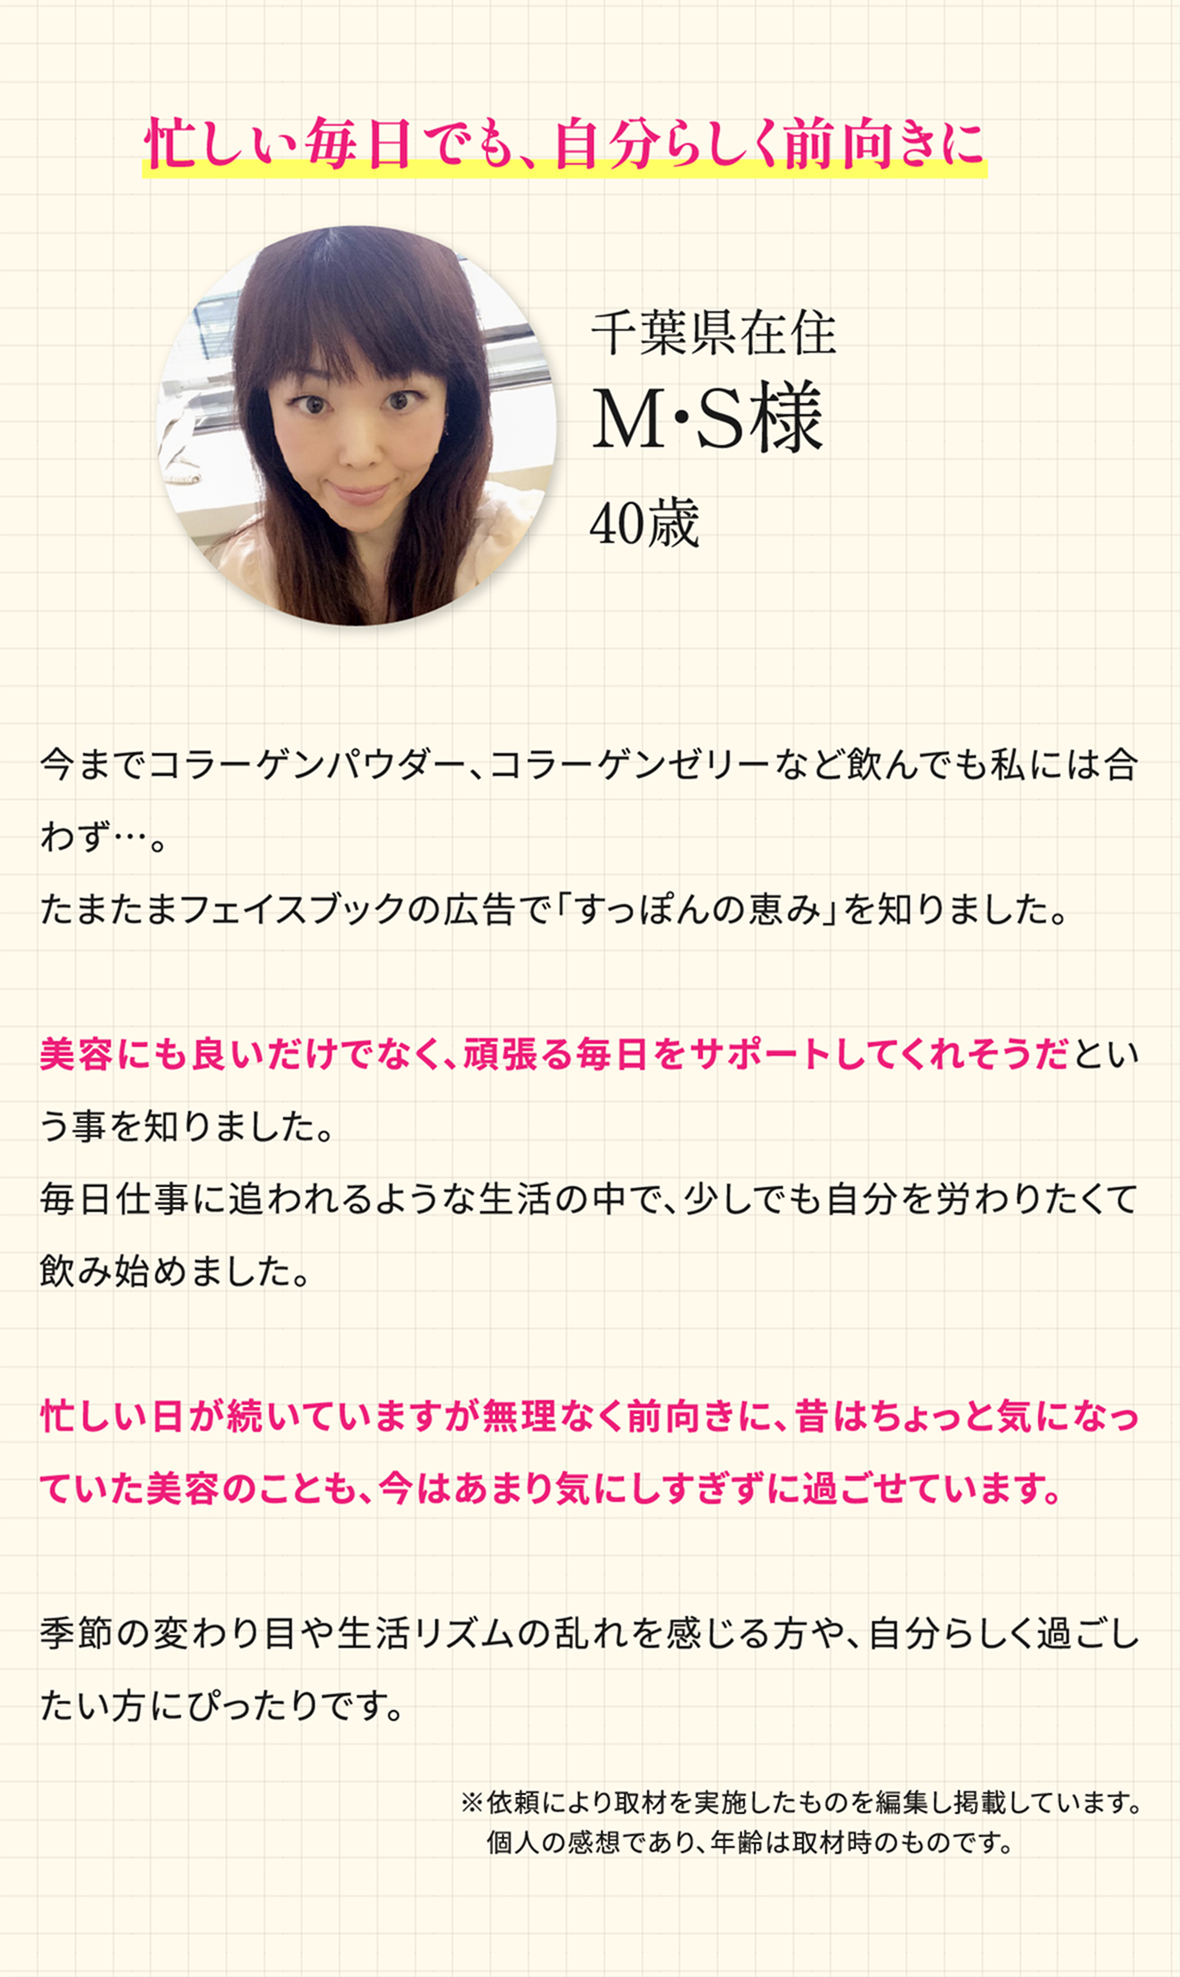 忙しい毎日でも、自分らしく前向きに
千葉県在住
M・S様
40歳
今までコラーゲンパウダー、コラーゲンゼリーなど飲んでも私には合
わず…。
たまたまフェイスブックの広告で「すっぽんの恵み」を知りました。
美容にも良いだけでなく、頑張る毎日をサポートしてくれそうだとい
う事を知りました。
毎日仕事に追われるような生活の中で、少しでも自分を労わりたくて
飲み始めました。
忙しい日が続いていますが無理なく前向きに、昔はちょっと気になっ
ていた美容のことも、今はあまり気にしすぎずに過ごせています。
季節の変わり目や生活リズムの乱れを感じる方や、自分らしく過ごし
たい方にぴったりです。
※依頼により取材を実施したものを編集し掲載しています。
個人の感想であり、年齢は取材時のものです。